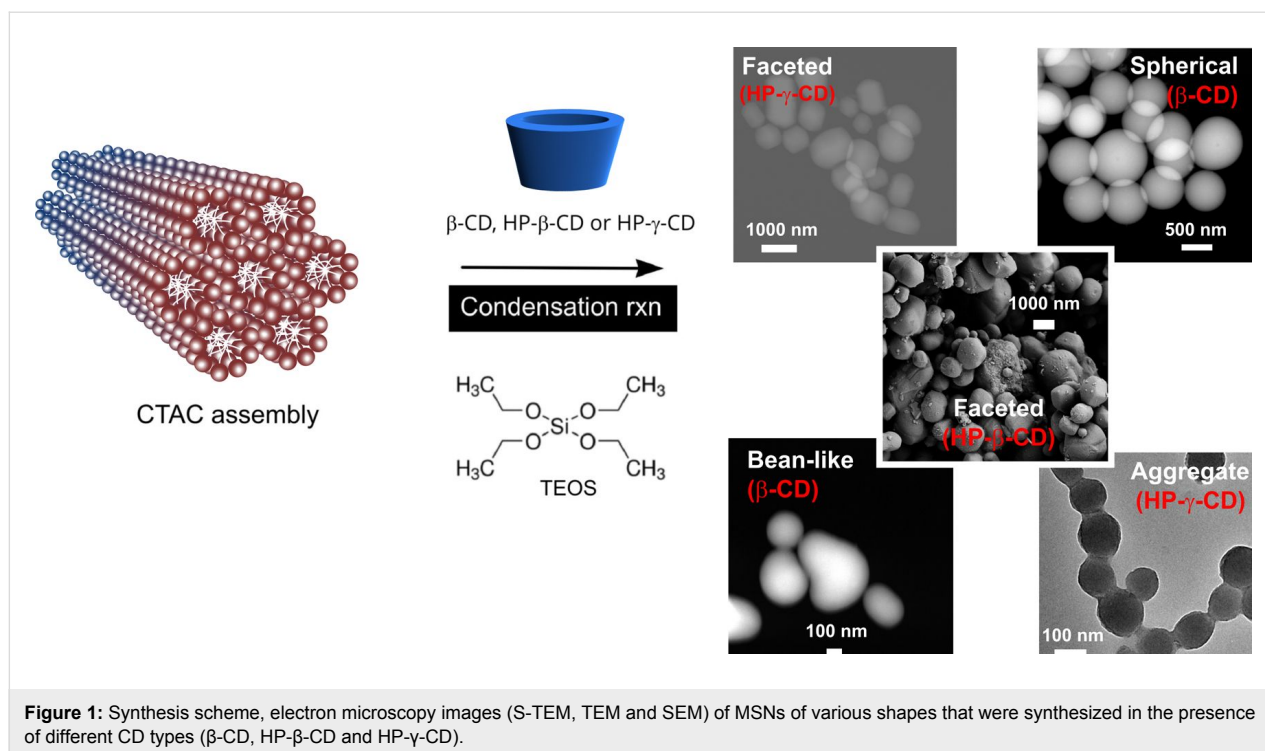 CTAC assembly
β-CD, HP-β-CD or HP-γ-CD
Condensation rxn
H₃C
CH₃
O
O
Si
O
O
H₃C
CH₃
TEOS
Faceted
(HP-γ-CD)
1000 nm
Spherical
(β-CD)
500 nm
1000 nm
Faceted
(HP-β-CD)
Bean-like
(β-CD)
100 nm
Aggregate
(HP-γ-CD)
100 nm
Figure 1: Synthesis scheme, electron microscopy images (S-TEM, TEM and SEM) of MSNs of various shapes that were synthesized in the presence
of different CD types (β-CD, HP-β-CD and HP-γ-CD).